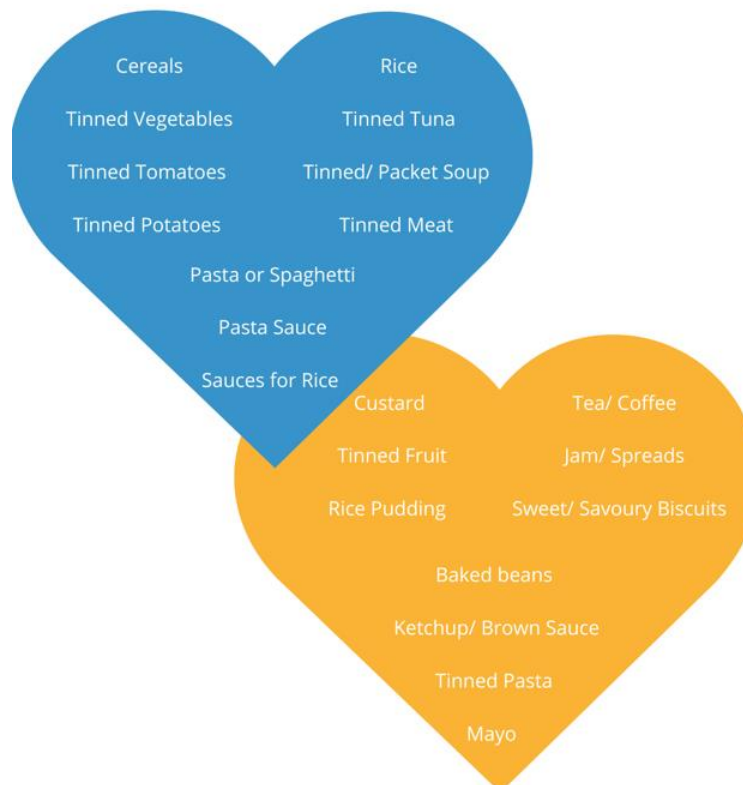 Cereals
Rice
Tinned Vegetables
Tinned Tuna
Tinned Tomatoes
Tinned/ Packet Soup
Tinned Potatoes
Tinned Meat
Pasta or Spaghetti
Pasta Sauce
Sauces for Rice
Custard
Tea/ Coffee
Tinned Fruit
Jam/ Spreads
Rice Pudding
Sweet/ Savoury Biscuits
Baked beans
Ketchup/ Brown Sauce
Tinned Pasta
Mayo